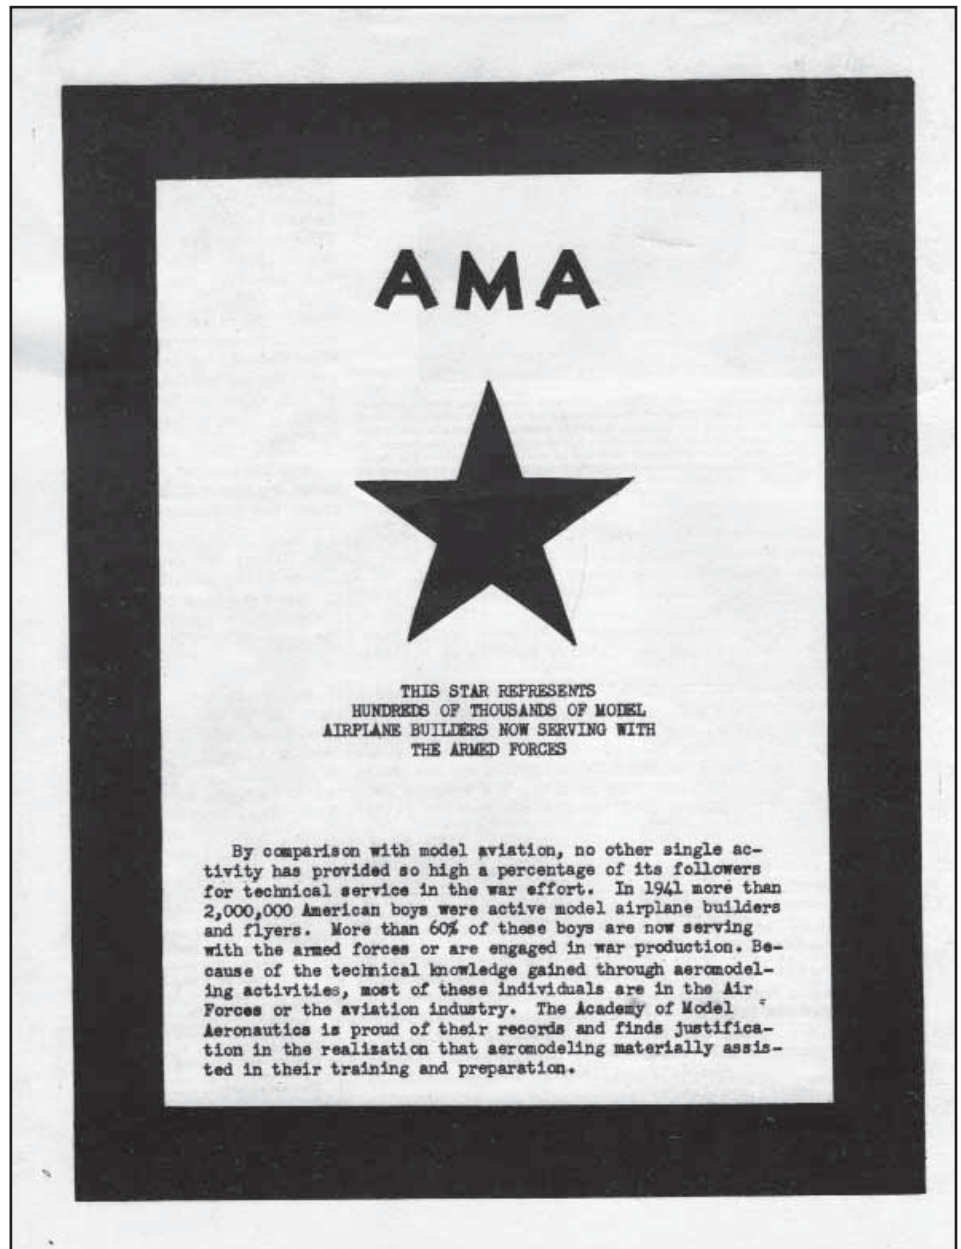 AMA
THIS STAR REPRESENTS
HUNDREDS OF THOUSANDS OF MODEL
AIRPLANE BUILDERS NOW SERVING WITH
THE ARMED FORCES
By comparison with model aviation, no other single ac-
tivity has provided so high a percentage of its followers
for technical service in the war effort. In 1941 more than
2,000,000 American boys were active model airplane builders
and flyers. More than 60% of these boys are now serving
with the armed forces or are engaged in war production. Be-
cause of the technical knowledge gained through aeromodel-
ing activities, most of these individuals are in the Air
Forces or the aviation industry. The Academy of Model
Aeronautics is proud of their records and finds justifica-
tion in the realization that aeromodeling materially assis-
ted in their training and preparation.